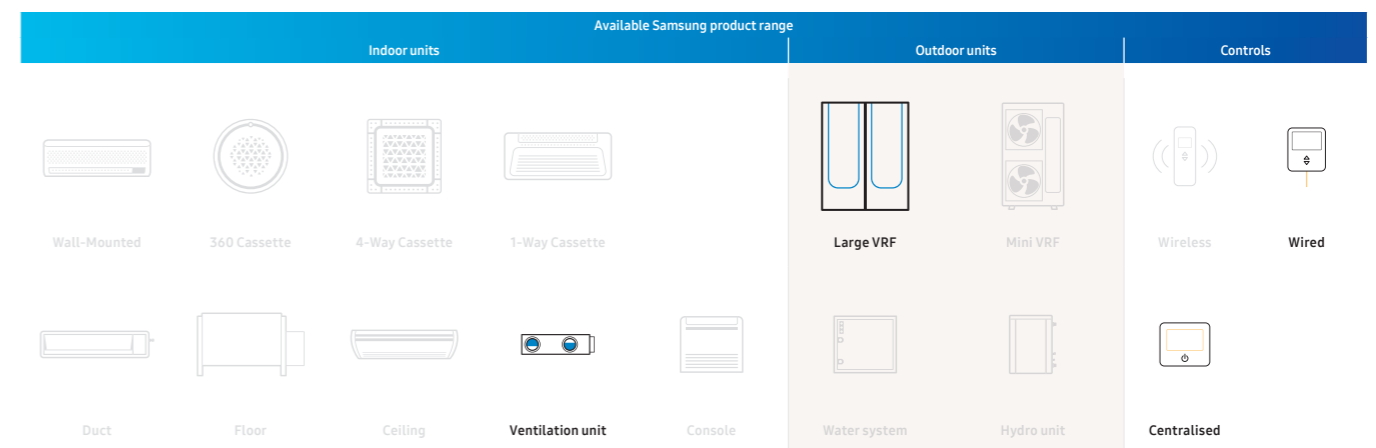 Available Samsung product range
Indoor units
Outdoor units
Controls
Wall-Mounted
360 Cassette
4-Way Cassette
1-Way Cassette
Large VRF
Mini VRF
Wireless
Wired
Duct
Floor
Ceiling
Ventilation unit
Console
Water system
Hydro unit
Centralised